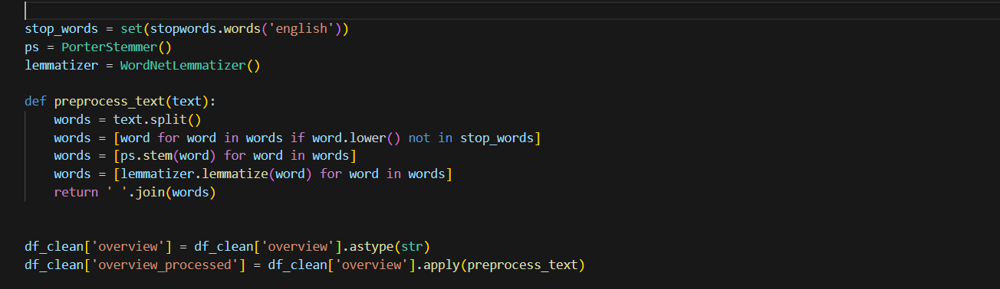 stop_words = set(stopwords.words('english'))
ps = PorterStemmer()
lemmatizer = WordNetLemmatizer()
def preprocess_text(text):
    words = text.split()
    words = [word for word in words if word.lower() not in stop_words]
    words = [ps.stem(word) for word in words]
    words = [lemmatizer.lemmatize(word) for word in words]
    return ' '.join(words)
df_clean['overview'] = df_clean['overview'].astype(str)
df_clean['overview_processed'] = df_clean['overview'].apply(preprocess_text)